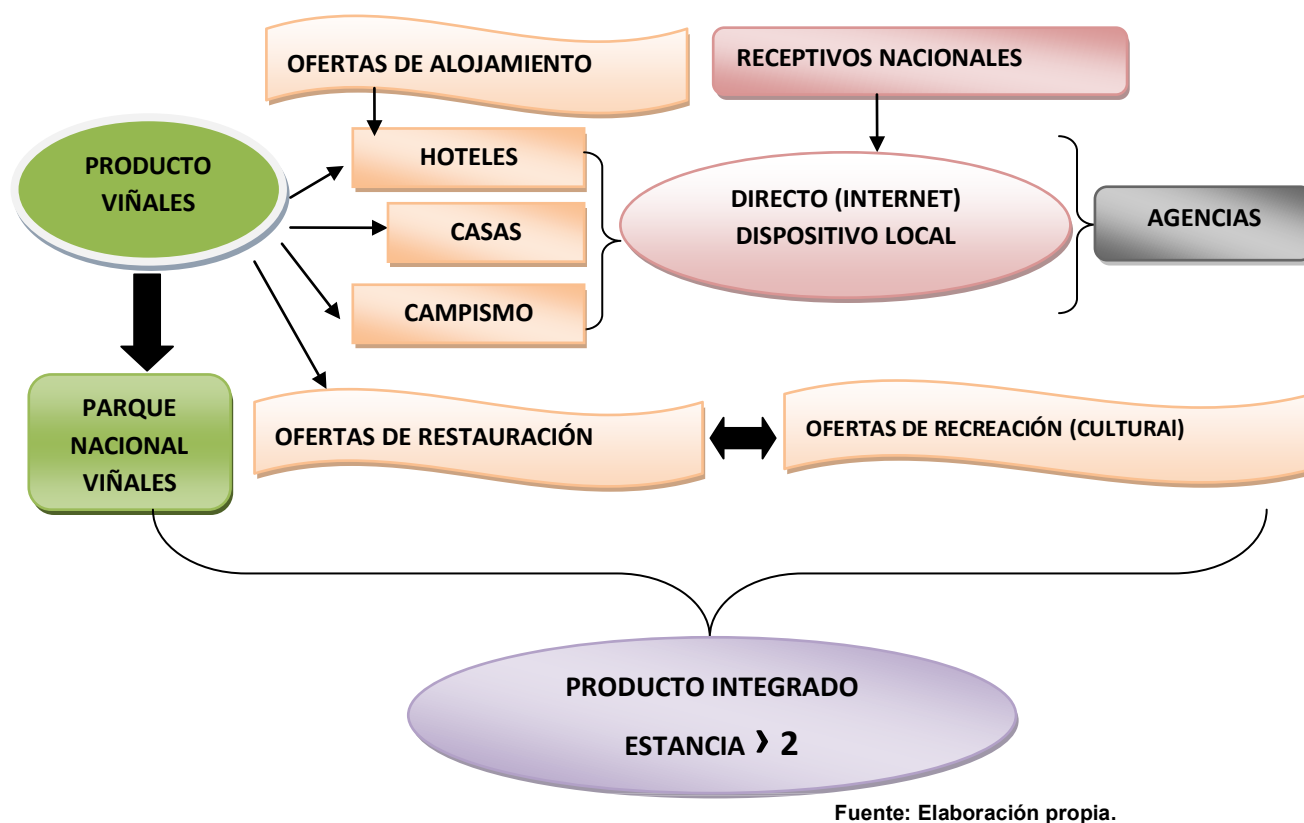 OFERTAS DE ALOJAMIENTO
RECEPTIVOS NACIONALES
PRODUCTO
VIÑALES
HOTELES
CASAS
CAMPISMO
DIRECTO (INTERNET)
DISPOSITIVO LOCAL
AGENCIAS
PARQUE
NACIONAL
VIÑALES
OFERTAS DE RESTAURACIÓN
OFERTAS DE RECREACIÓN (CULTURAl)
PRODUCTO INTEGRADO
ESTANCIA › 2
Fuente: Elaboración propia.